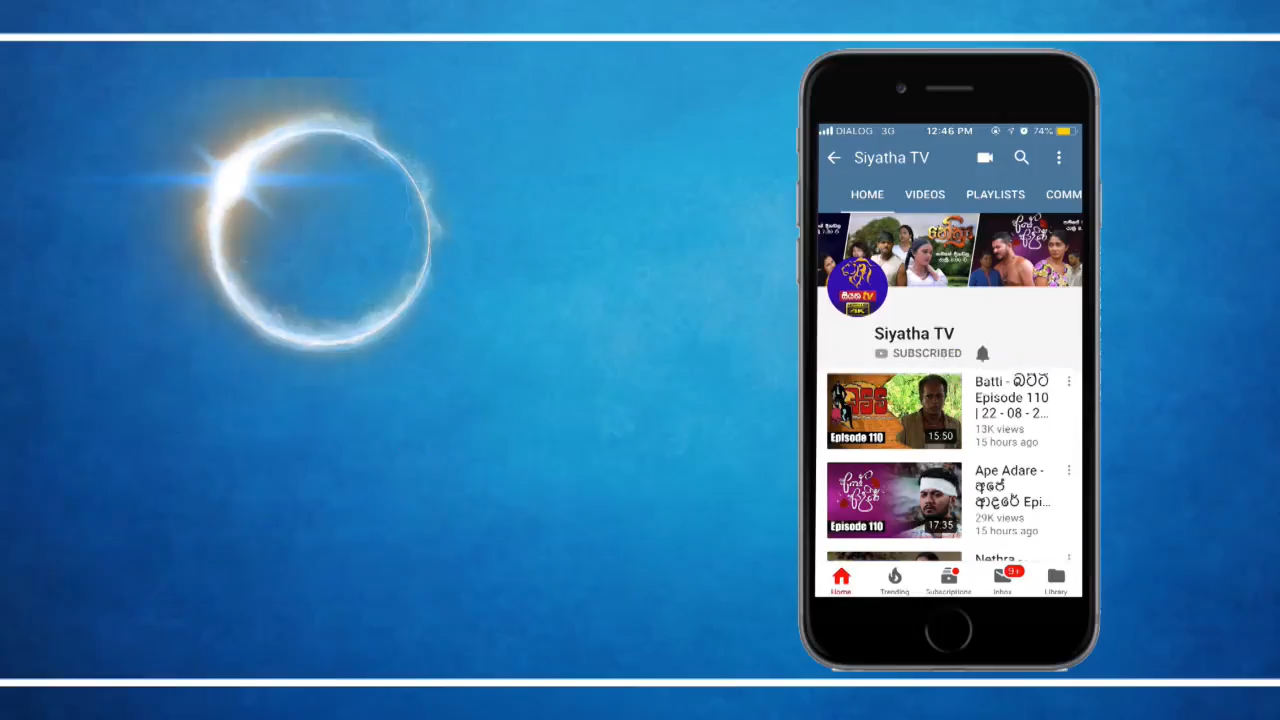 DIALOG 3G 12:46 PM 74%
Siyatha TV
HOME VIDEOS PLAYLISTS COMM
සියත TV
Siyatha TV
SUBSCRIBED
Batti - බට්ටි
Episode 110
| 22 - 08 - 2...
13K views
15 hours ago
Episode 110
15.50
Ape Adare -
අපේ
ආදරේ Epi...
29K views
15 hours ago
Episode 110
17.35
Nethra
9+
Home Trending Subscriptions Inbox Library